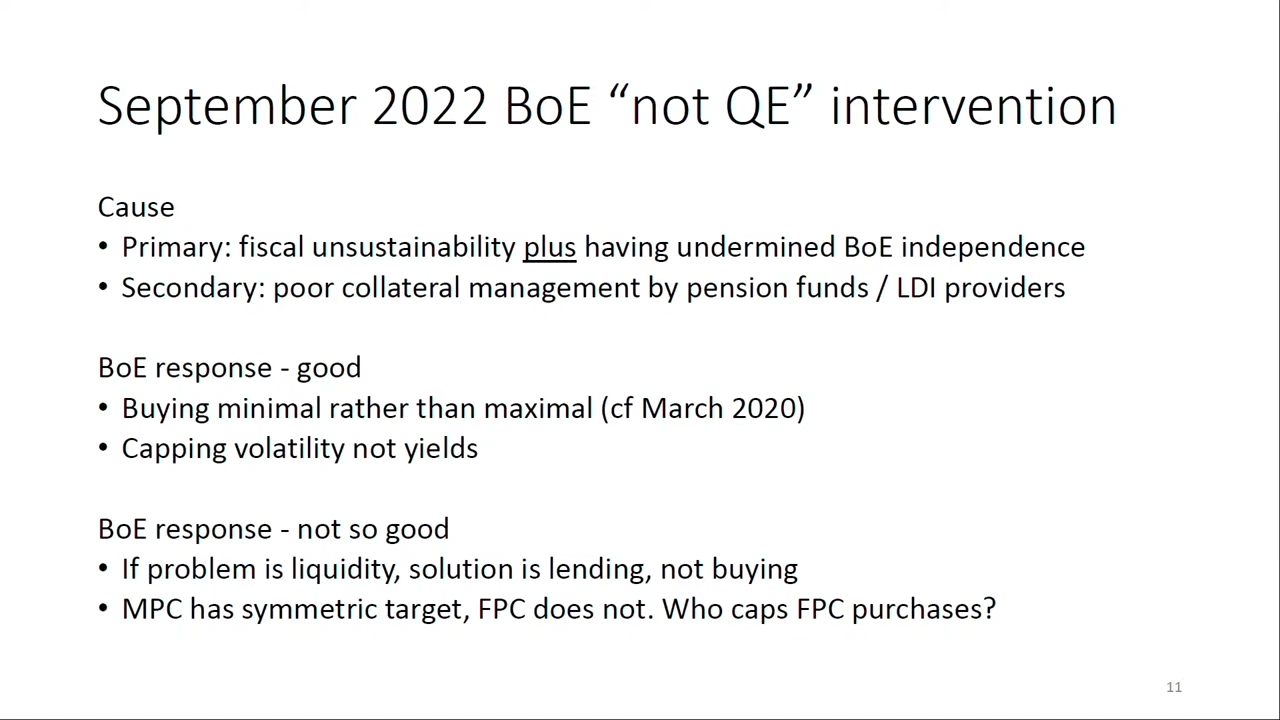 September 2022 BoE “not QE” intervention
Cause
• Primary: fiscal unsustainability plus having undermined BoE independence
• Secondary: poor collateral management by pension funds / LDI providers
BoE response - good
• Buying minimal rather than maximal (cf March 2020)
• Capping volatility not yields
BoE response - not so good
• If problem is liquidity, solution is lending, not buying
• MPC has symmetric target, FPC does not. Who caps FPC purchases?
11